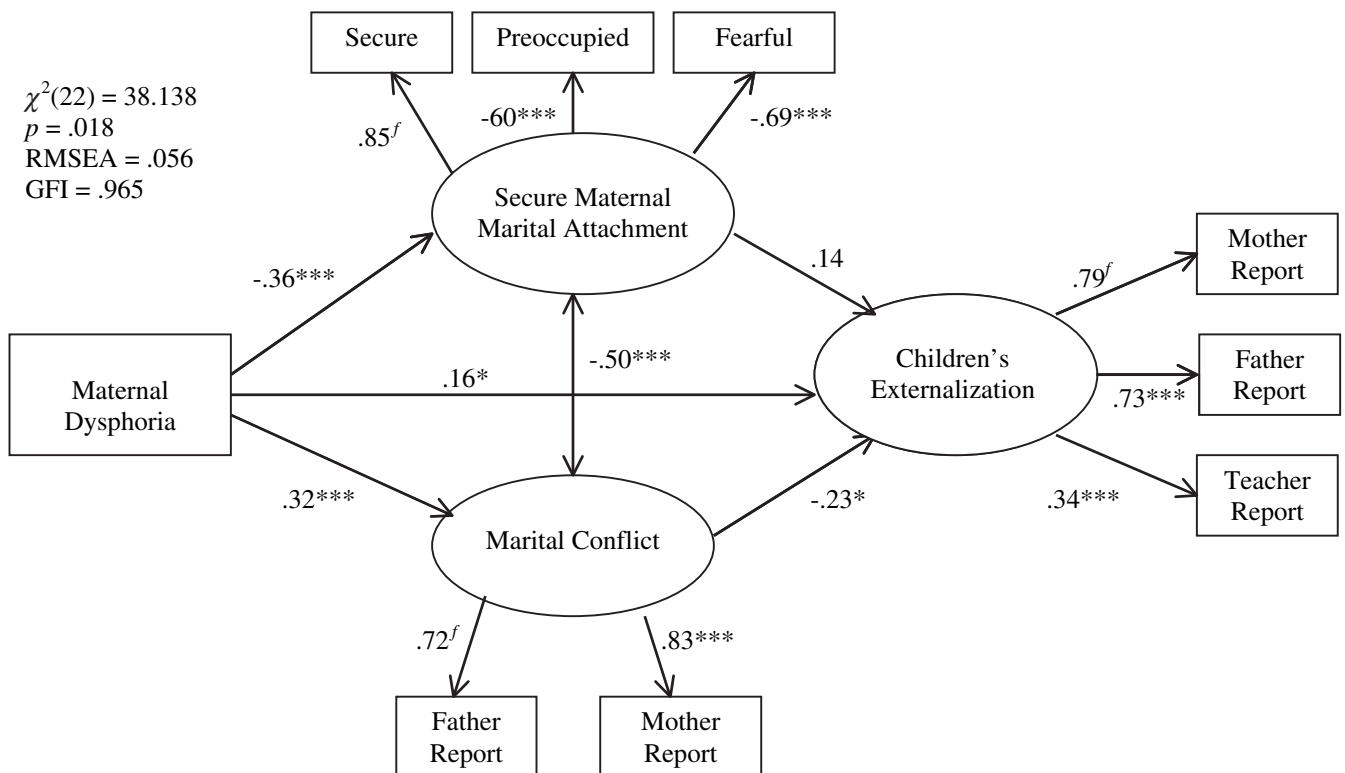 Secure
Preoccupied
Fearful
χ²(22) = 38.138
p = .018
RMSEA = .056
GFI = .965
.85ᶠ
-60***
-.69***
Secure Maternal
Marital Attachment
Mother
Report
-.36***
.14
.79ᶠ
Maternal
Dysphoria
.16*
-.50***
Children’s
Externalization
Father
Report
.73***
.32***
-.23*
.34***
Teacher
Report
Marital Conflict
.72ᶠ
.83***
Father
Report
Mother
Report